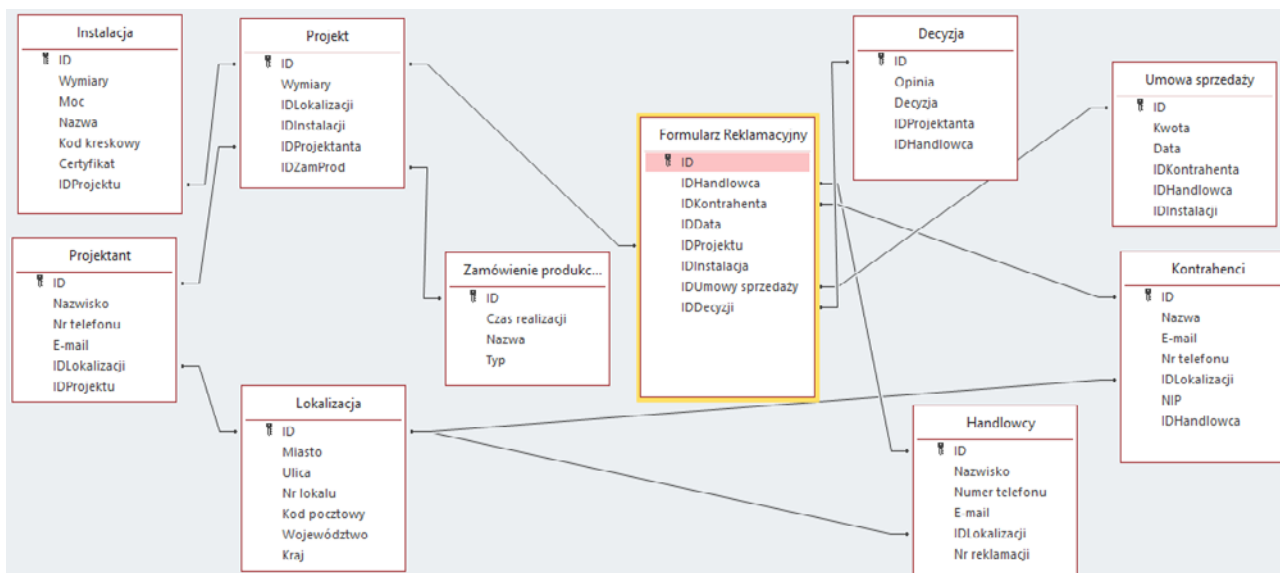 Instalacja
ID
Wymiary
Moc
Nazwa
Kod kreskowy
Certyfikat
IDProjektu
Projekt
ID
Wymiary
IDLokalizacji
IDInstalacji
IDProjektanta
IDZamProd
Projektant
ID
Nazwisko
Nr telefonu
E-mail
IDLokalizacji
IDProjektu
Zamówienie produkc...
ID
Czas realizacji
Nazwa
Typ
Lokalizacja
ID
Miasto
Ulica
Nr lokalu
Kod pocztowy
Województwo
Kraj
Formularz Reklamacyjny
ID
IDHandlowca
IDKontrahenta
IDData
IDProjektu
IDInstalacja
IDUmowy sprzedaży
IDDecyzji
Decyzja
ID
Opinia
Decyzja
IDProjektanta
IDHandlowca
Umowa sprzedaży
ID
Kwota
Data
IDKontrahenta
IDHandlowca
IDInstalacji
Kontrahenci
ID
Nazwa
E-mail
Nr telefonu
IDLokalizacji
NIP
IDHandlowca
Handlowcy
ID
Nazwisko
Numer telefonu
E-mail
IDLokalizacji
Nr reklamacji